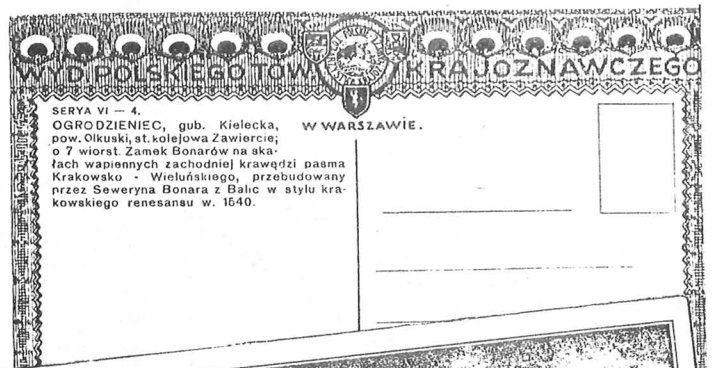 WYD. POLSKIEGO TOW. KRAJOZNAWCZEGO
W WARSZAWIE.
SERYA VI — 4.
OGRODZIENIEC, gub. Kielecka,
pow. Olkuski, st. kolejowa Zawiercie;
o 7 wiorst. Zamek Bonarów na ska-
łach wapiennych zachodniej krawędzi pasma
Krakowsko - Wieluńskiego, przebudowany
przez Seweryna Bonara z Balic w stylu kra-
kowskiego renesansu w. 1540.